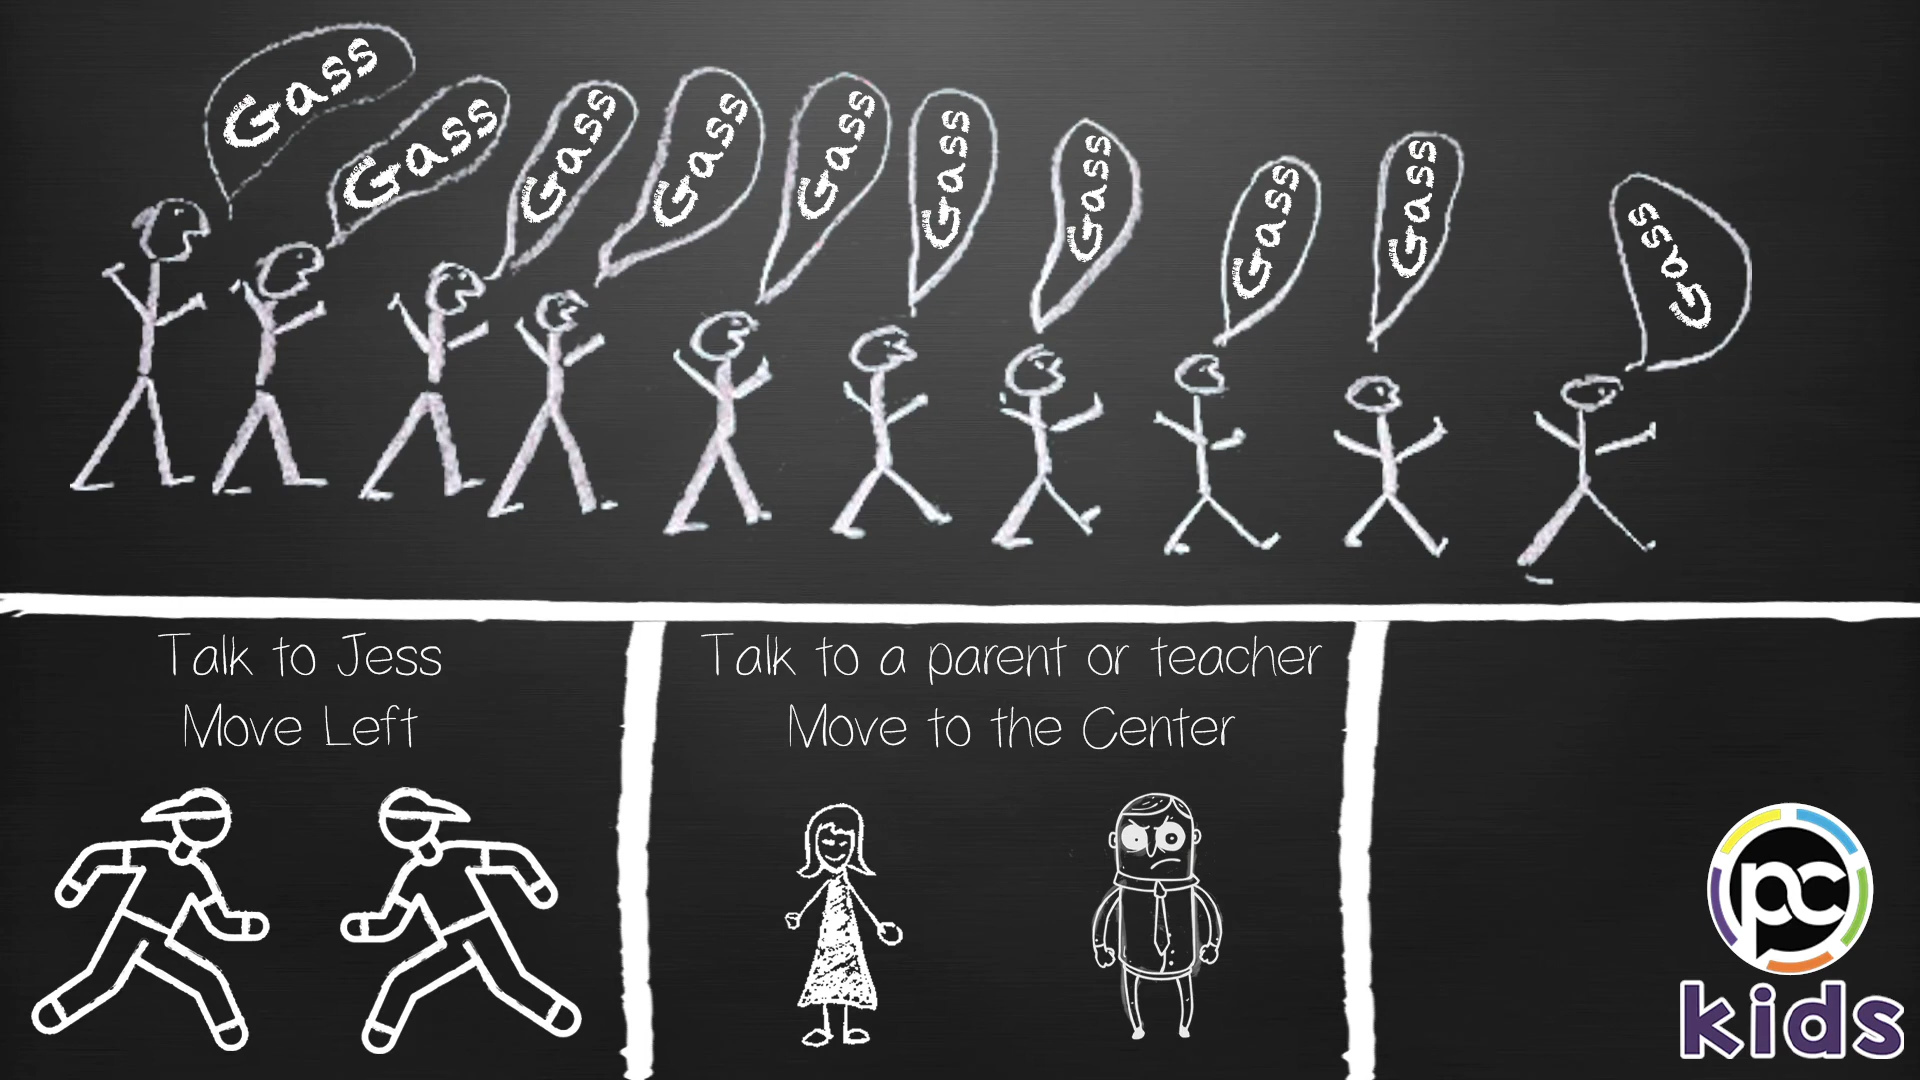 Gass
Gass
Gass
Gass
Gass
Gass
Gass
Gass
Gass
Gass
Talk to Jess
Move Left
Talk to a parent or teacher
Move to the Center
pc
kids